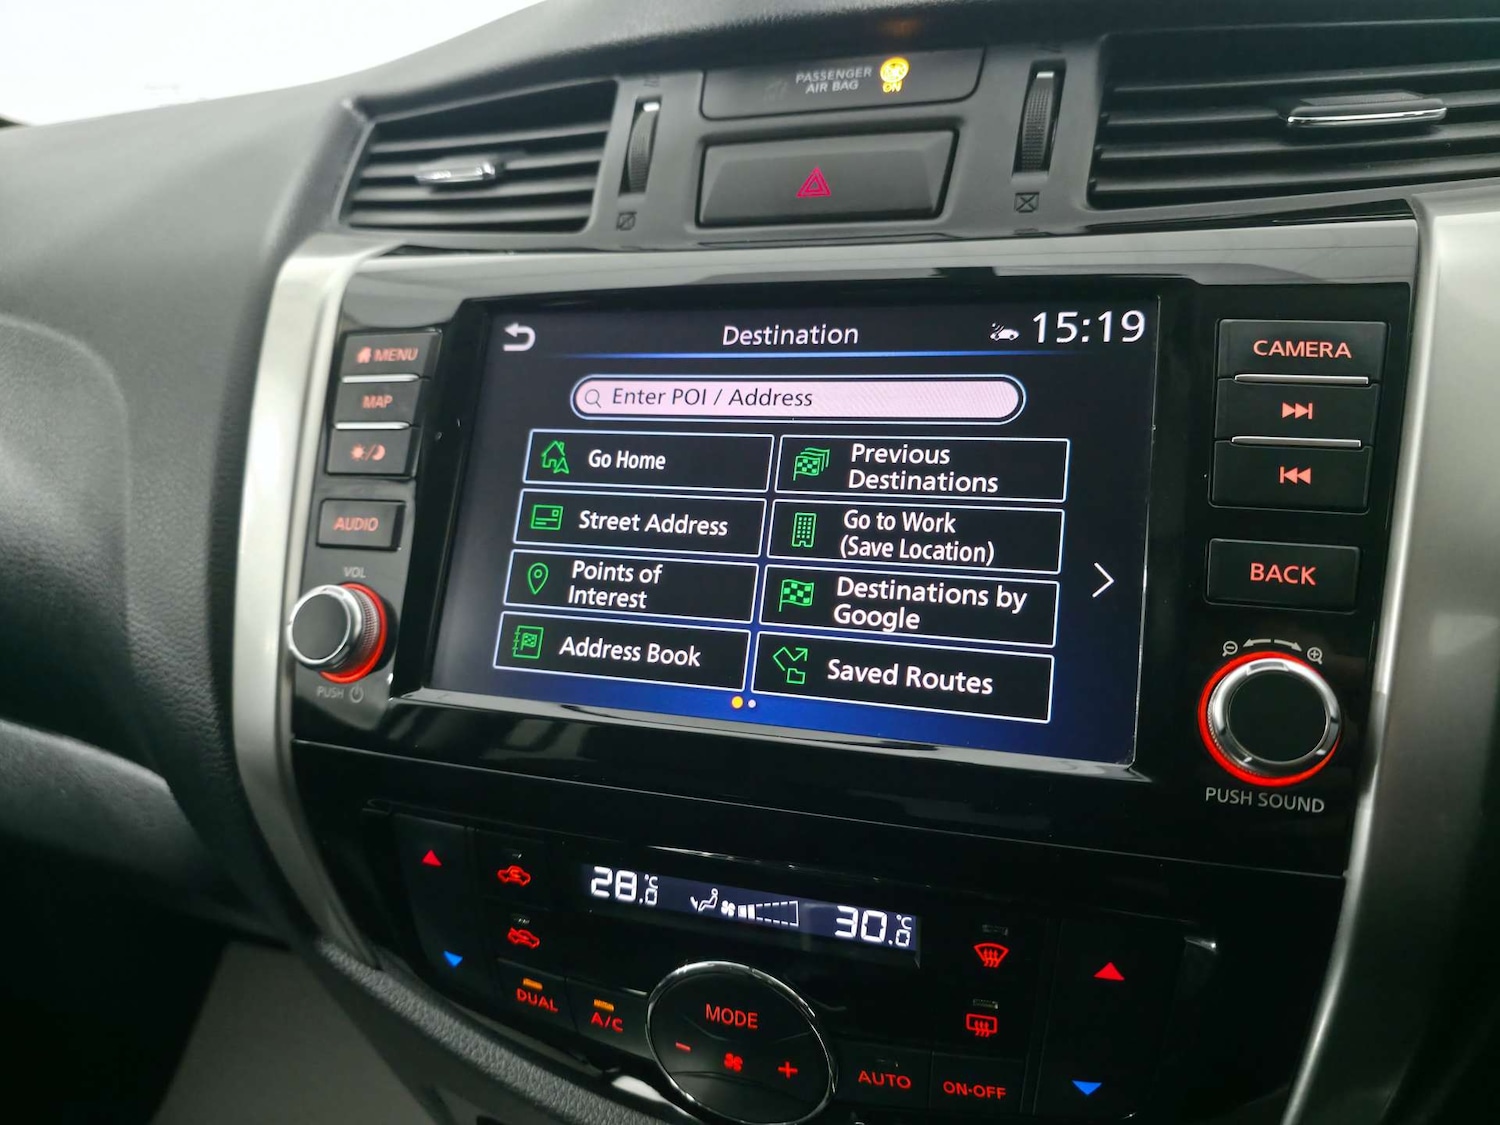 PASSENGER
AIR BAG
ON
MENU
MAP
AUDIO
VOL
PUSH
Destination
15:19
Enter POI / Address
Go Home
Previous
Destinations
Street Address
Go to Work
(Save Location)
Points of
Interest
Destinations by
Google
Address Book
Saved Routes
CAMERA
BACK
PUSH SOUND
28.0°C
30.0°C
DUAL
A/C
MODE
AUTO
ON·OFF